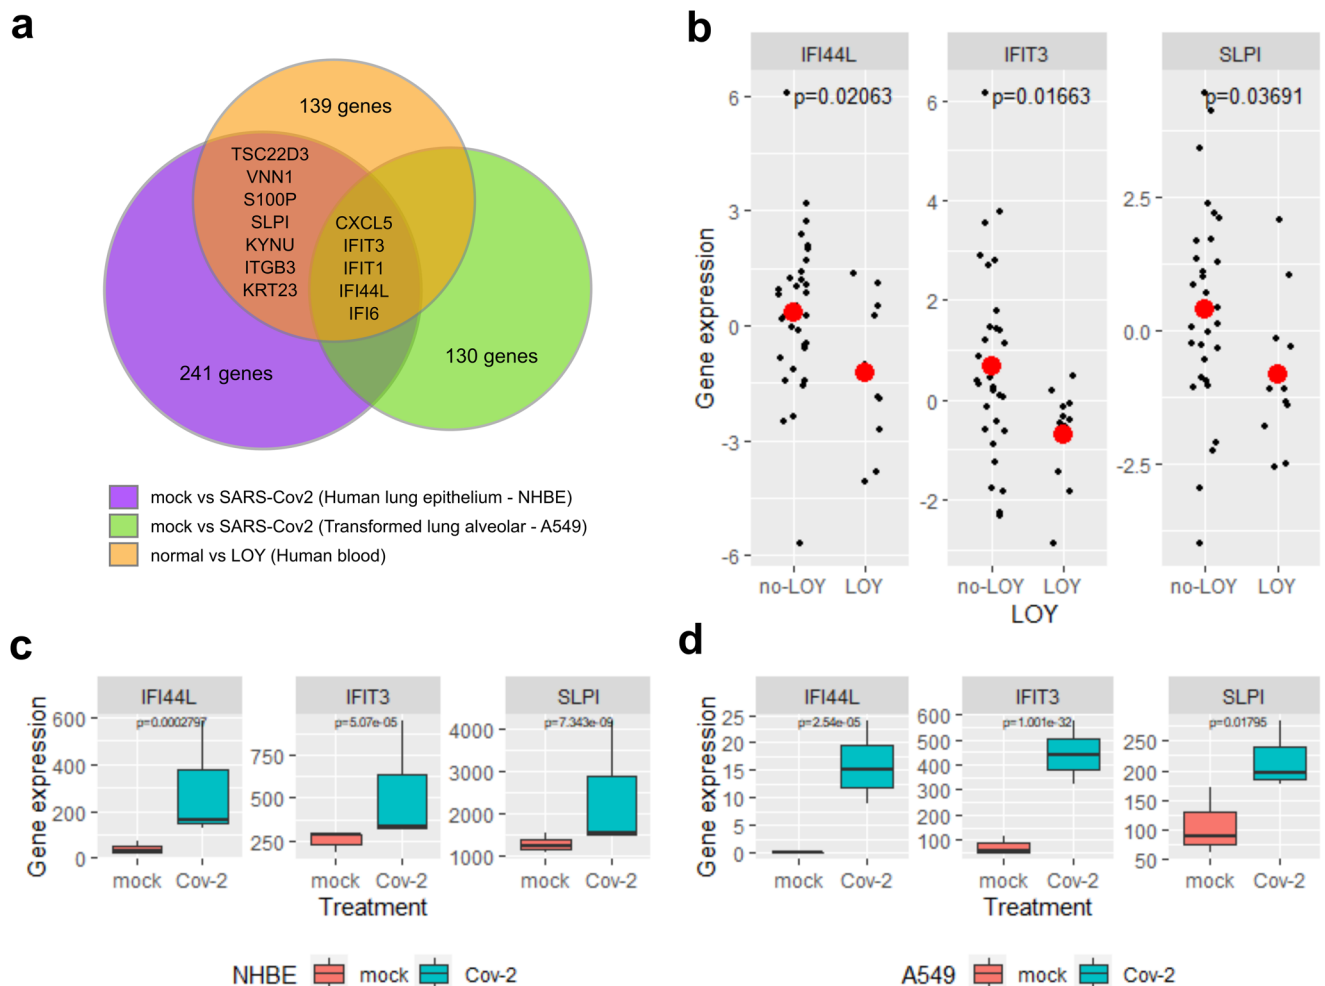 a
139 genes
TSC22D3
VNN1
S100P
SLPI
KYNU
ITGB3
KRT23
CXCL5
IFIT3
IFIT1
IFI44L
IFI6
241 genes
130 genes
mock vs SARS-Cov2 (Human lung epithelium - NHBE)
mock vs SARS-Cov2 (Transformed lung alveolar - A549)
normal vs LOY (Human blood)
b
IFI44L
IFIT3
SLPI
p=0.02063
p=0.01663
p=0.03691
Gene expression
6
3
0
-3
-6
6
4
2
0
-2
2.5
0.0
-2.5
no-LOY LOY
no-LOY LOY
no-LOY LOY
LOY
c
IFI44L
IFIT3
SLPI
p=0.0002797
p=5.07e-05
p=7.343e-09
Gene expression
600
400
200
0
750
500
250
4000
3000
2000
1000
mock Cov-2
mock Cov-2
mock Cov-2
Treatment
NHBE mock Cov-2
d
IFI44L
IFIT3
SLPI
p=2.54e-05
p=1.001e-32
p=0.01795
Gene expression
25
20
15
10
5
0
600
500
400
300
200
100
250
200
150
100
50
mock Cov-2
mock Cov-2
mock Cov-2
Treatment
A549 mock Cov-2